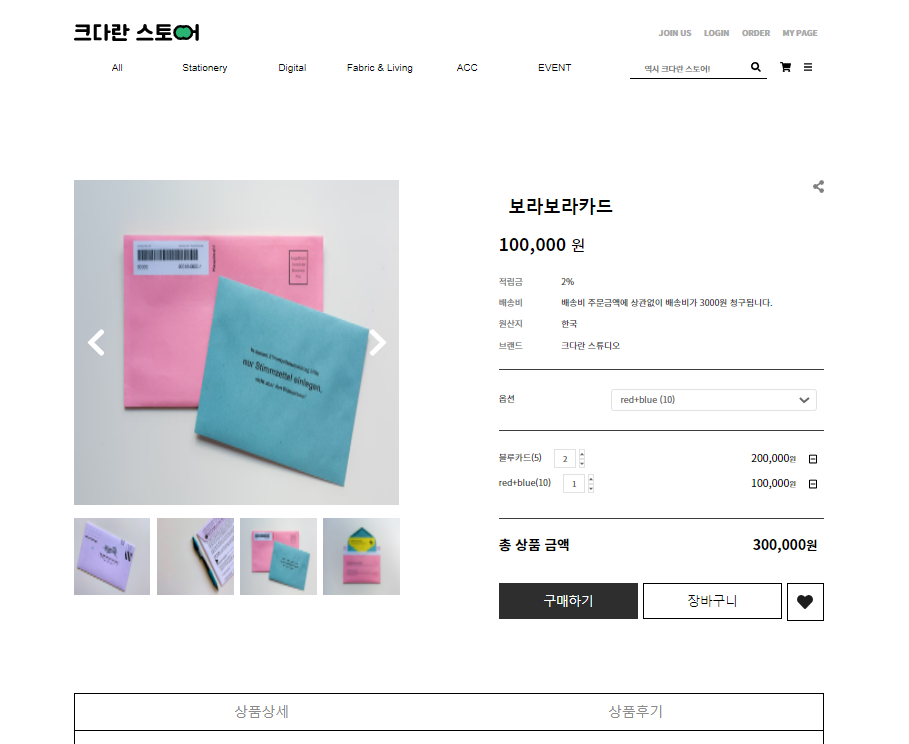 크다란 스토어
JOIN US LOGIN ORDER MY PAGE
All Stationery Digital Fabric & Living ACC EVENT
역시 크다란 스토어!
보라보라카드
100,000 원
적립금 2%
배송비 배송비 주문금액에 상관없이 배송비가 3000원 청구됩니다.
원산지 한국
브랜드 크다란 스튜디오
옵션 red+blue (10)
블루카드(5) 2 200,000원
red+blue(10) 1 100,000원
총 상품 금액 300,000원
구매하기 장바구니
nur Stimmzettel einlegen,
상품상세 상품후기